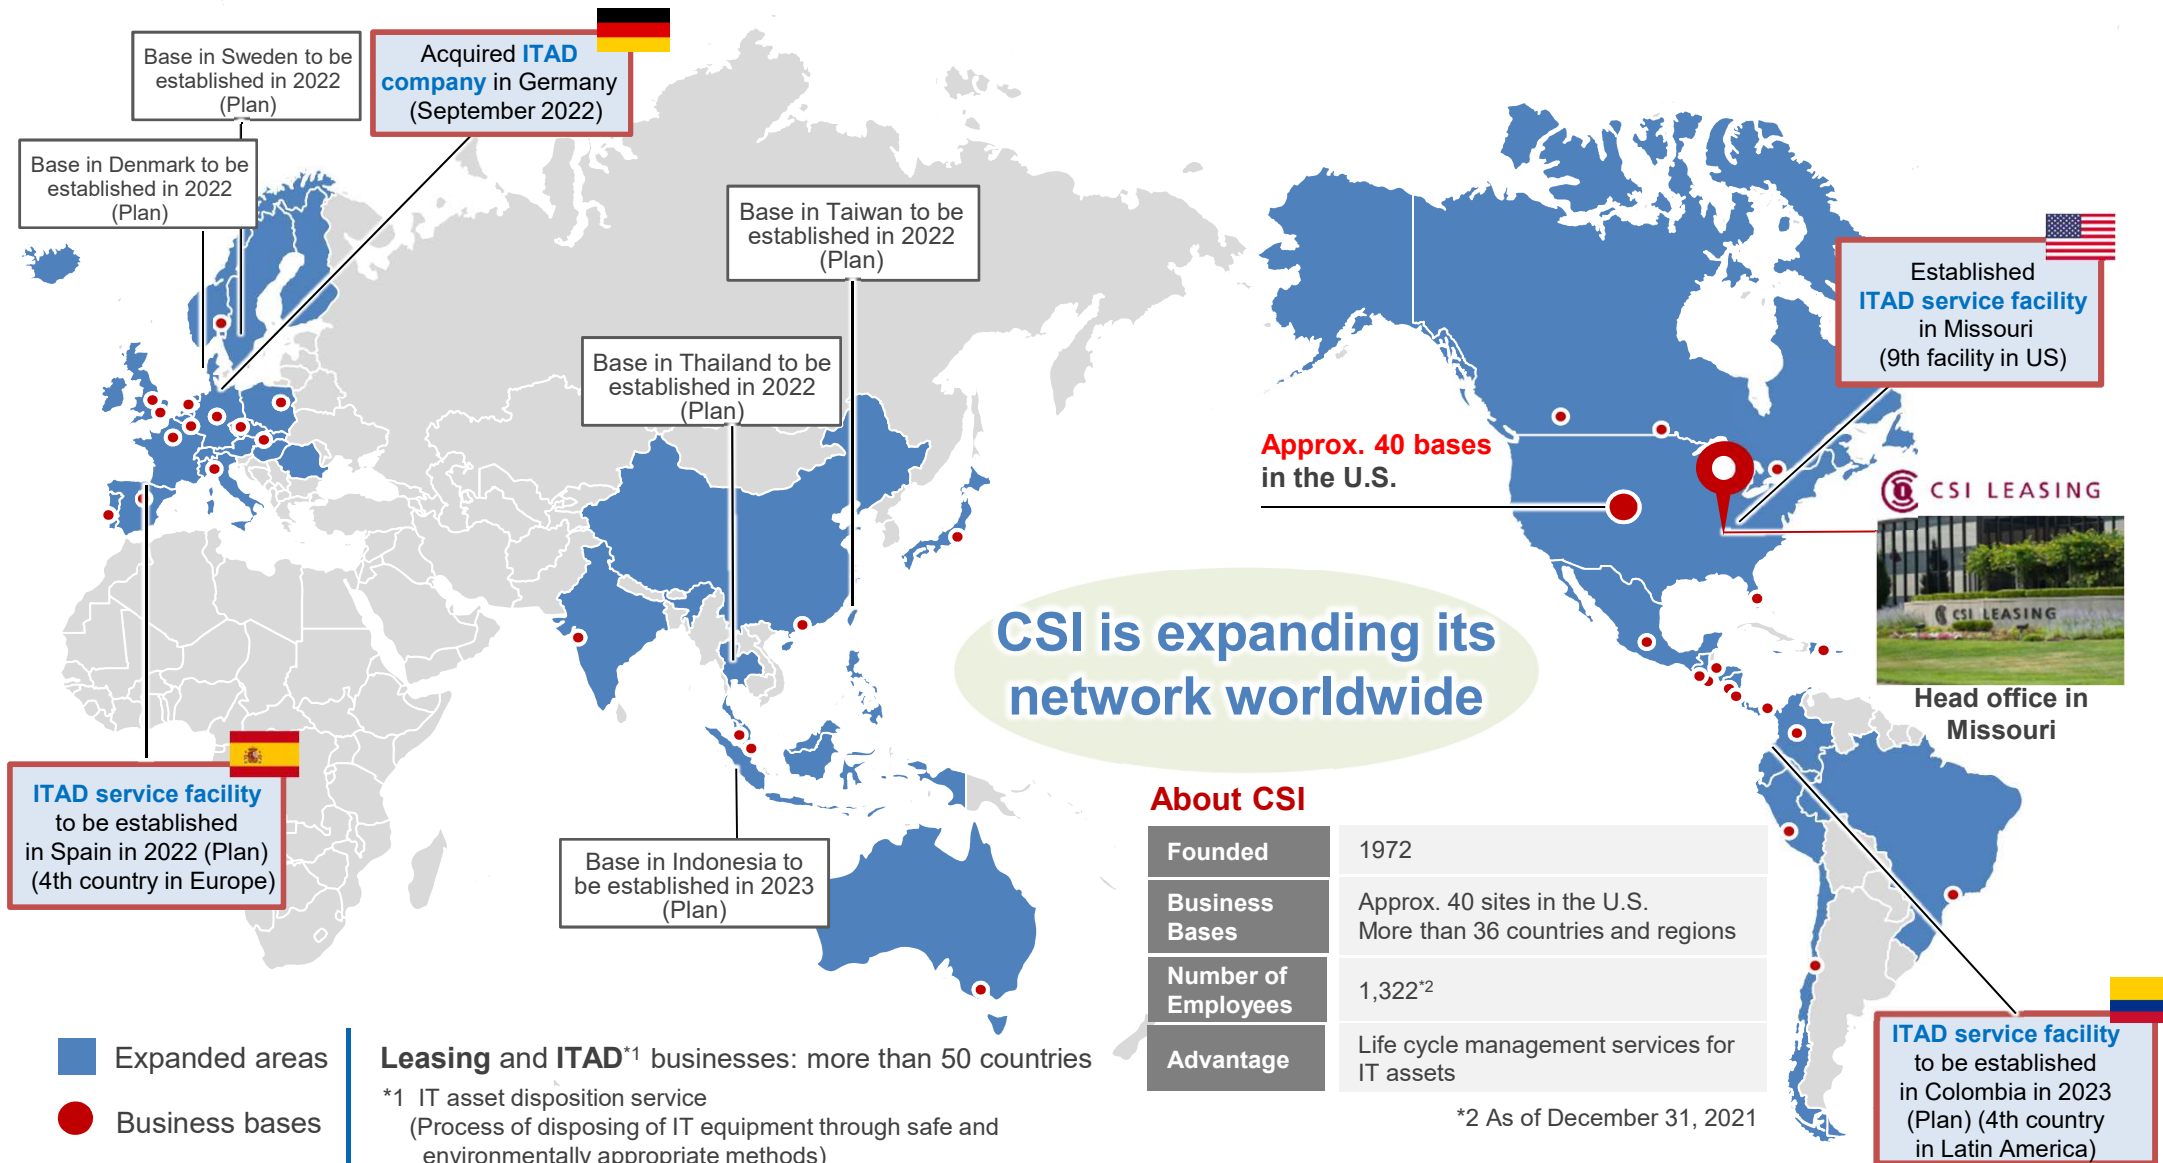 Base in Sweden to be
established in 2022
(Plan)
Acquired ITAD
company in Germany
(September 2022)
Base in Denmark to be
established in 2022
(Plan)
Base in Taiwan to be
established in 2022
(Plan)
Base in Thailand to be
established in 2022
(Plan)
Established
ITAD service facility
in Missouri
(9th facility in US)
Approx. 40 bases
in the U.S.
CSI LEASING
CSI LEASING
Head office in
Missouri
CSI is expanding its
network worldwide
ITAD service facility
to be established
in Spain in 2022 (Plan)
(4th country in Europe)
Base in Indonesia to
be established in 2023
(Plan)
About CSI
Founded
1972
Business
Bases
Approx. 40 sites in the U.S.
More than 36 countries and regions
Number of
Employees
1,322*2
Advantage
Life cycle management services for
IT assets
*2 As of December 31, 2021
ITAD service facility
to be established
in Colombia in 2023
(Plan) (4th country
in Latin America)
Expanded areas
Business bases
Leasing and ITAD*1 businesses: more than 50 countries
*1 IT asset disposition service
(Process of disposing of IT equipment through safe and
environmentally appropriate methods)